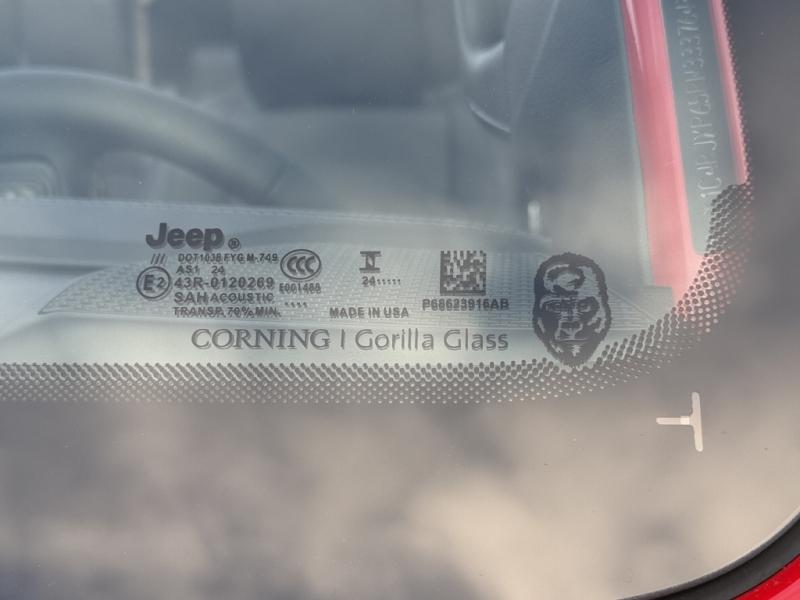 Jeep®
DOT1038 FYG M-749
AS1 24
E2 43R-0120269
SAH ACOUSTIC
TRANSP. 70% MIN.
CCC
E001488
24
MADE IN USA
P68623916AB
CORNING | Gorilla Glass